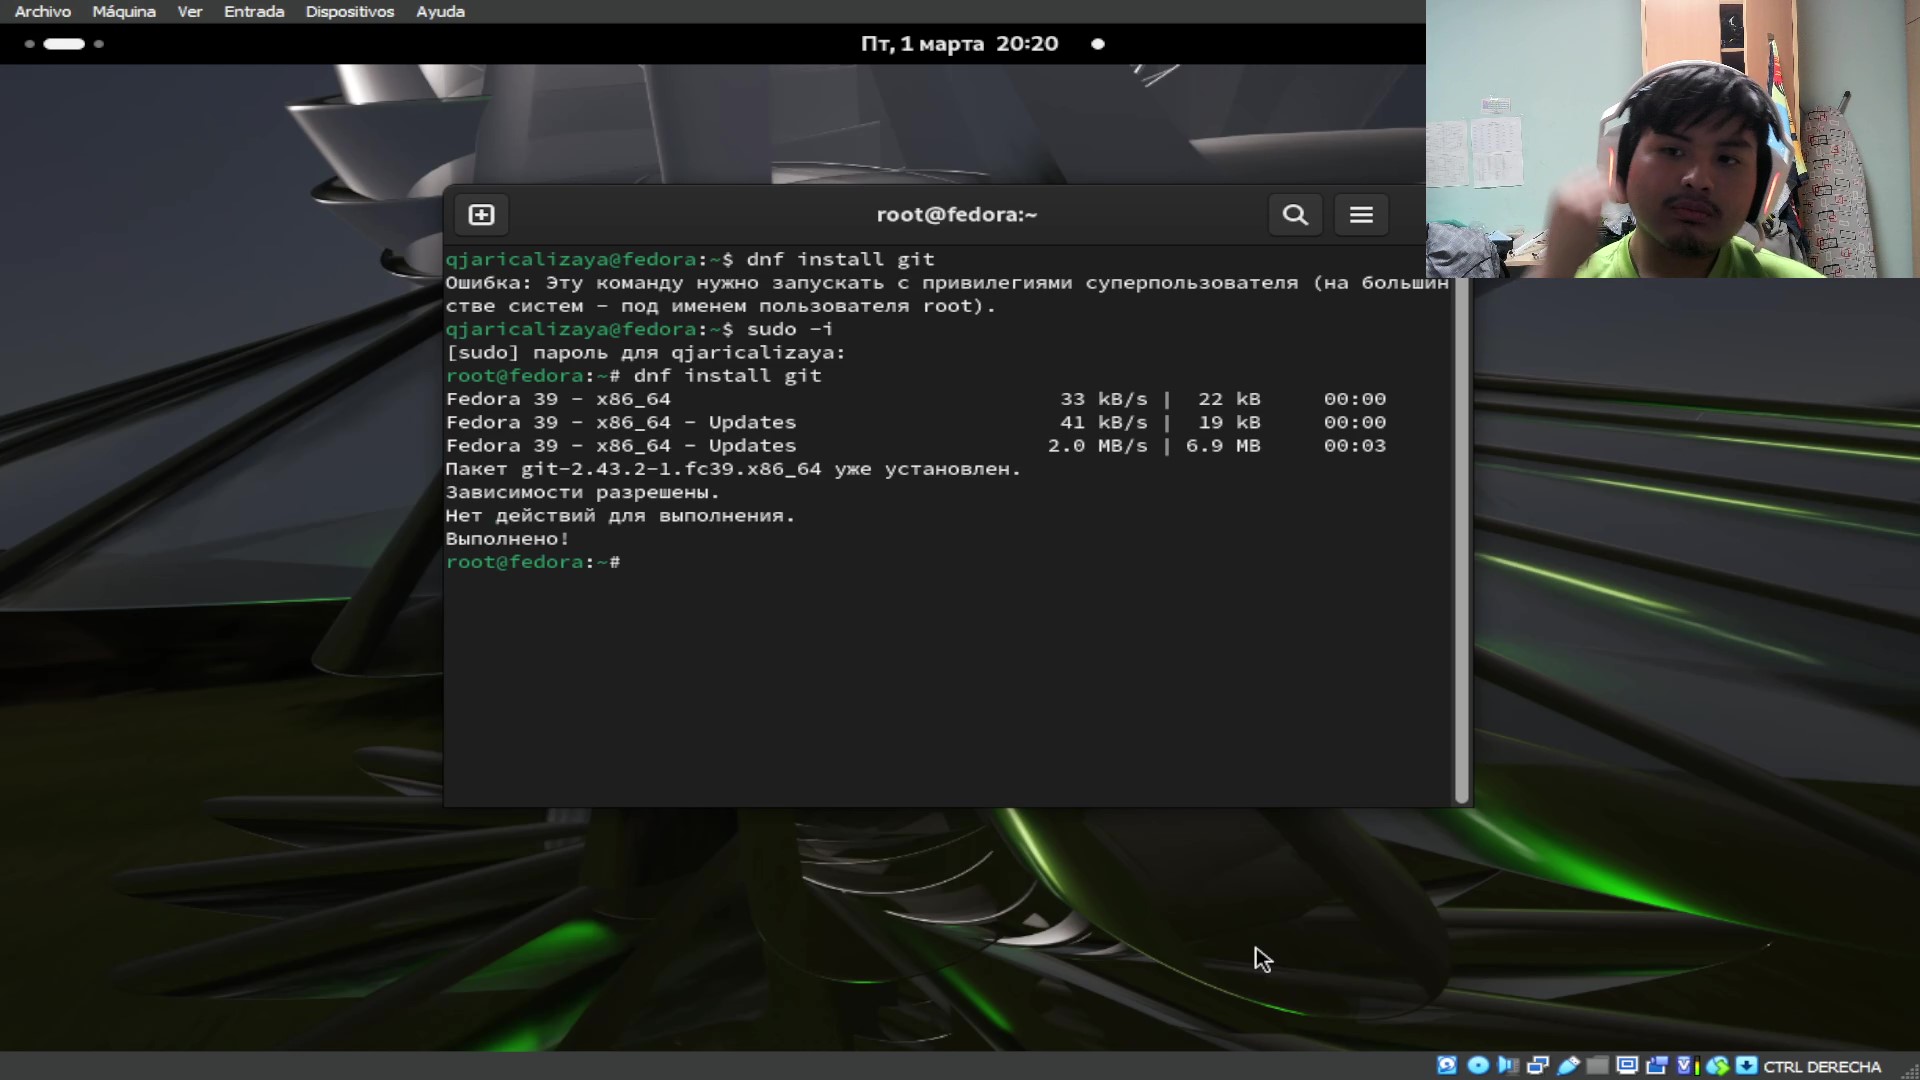 Archivo Máquina Ver Entrada Dispositivos Ayuda
Пт, 1 марта 20:20
root@fedora:~
qjaricalizaya@fedora:~$ dnf install git
Ошибка: Эту команду нужно запускать с привилегиями суперпользователя (на большин
стве систем - под именем пользователя root).
qjaricalizaya@fedora:~$ sudo -i
[sudo] пароль для qjaricalizaya:
root@fedora:~# dnf install git
Fedora 39 - x86_64 33 kB/s | 22 kB 00:00
Fedora 39 - x86_64 - Updates 41 kB/s | 19 kB 00:00
Fedora 39 - x86_64 - Updates 2.0 MB/s | 6.9 MB 00:03
Пакет git-2.43.2-1.fc39.x86_64 уже установлен.
Зависимости разрешены.
Нет действий для выполнения.
Выполнено!
root@fedora:~#
CTRL DERECHA